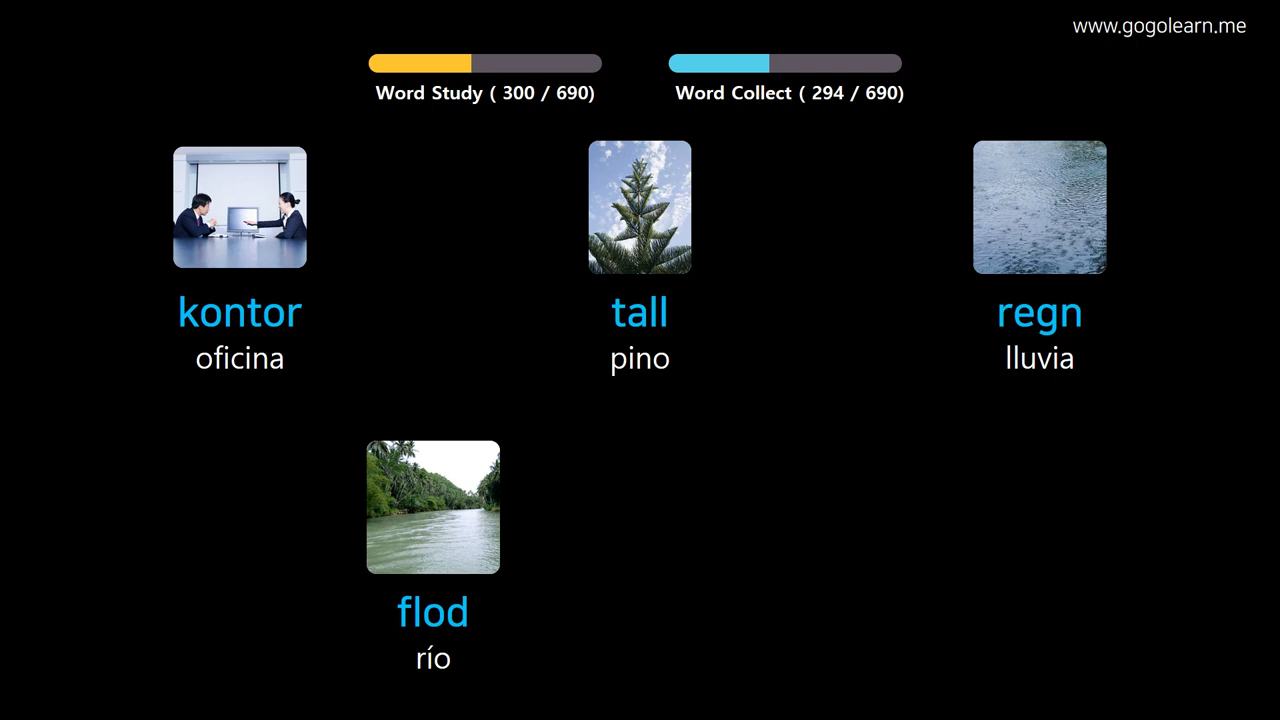 www.gogolearn.me
Word Study ( 300 / 690)
Word Collect ( 294 / 690)
kontor
oficina
tall
pino
regn
lluvia
flod
río